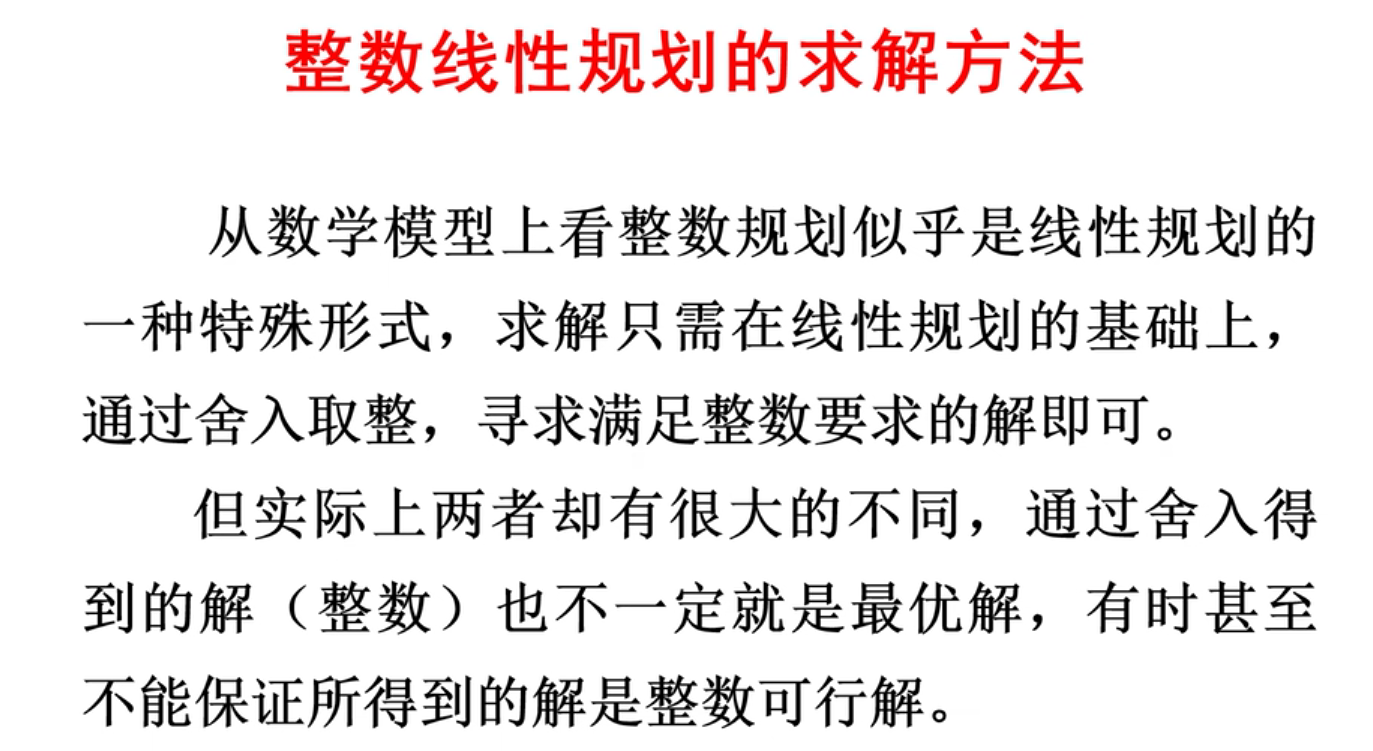 整数线性规划的求解方法
从数学模型上看整数规划似乎是线性规划的
一种特殊形式，求解只需在线性规划的基础上，
通过舍入取整，寻求满足整数要求的解即可。
但实际上两者却有很大的不同，通过舍入得
到的解（整数）也不一定就是最优解，有时甚至
不能保证所得到的解是整数可行解。